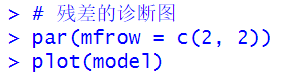 > # 残差的诊断图
> par(mfrow = c(2, 2))
> plot(model)